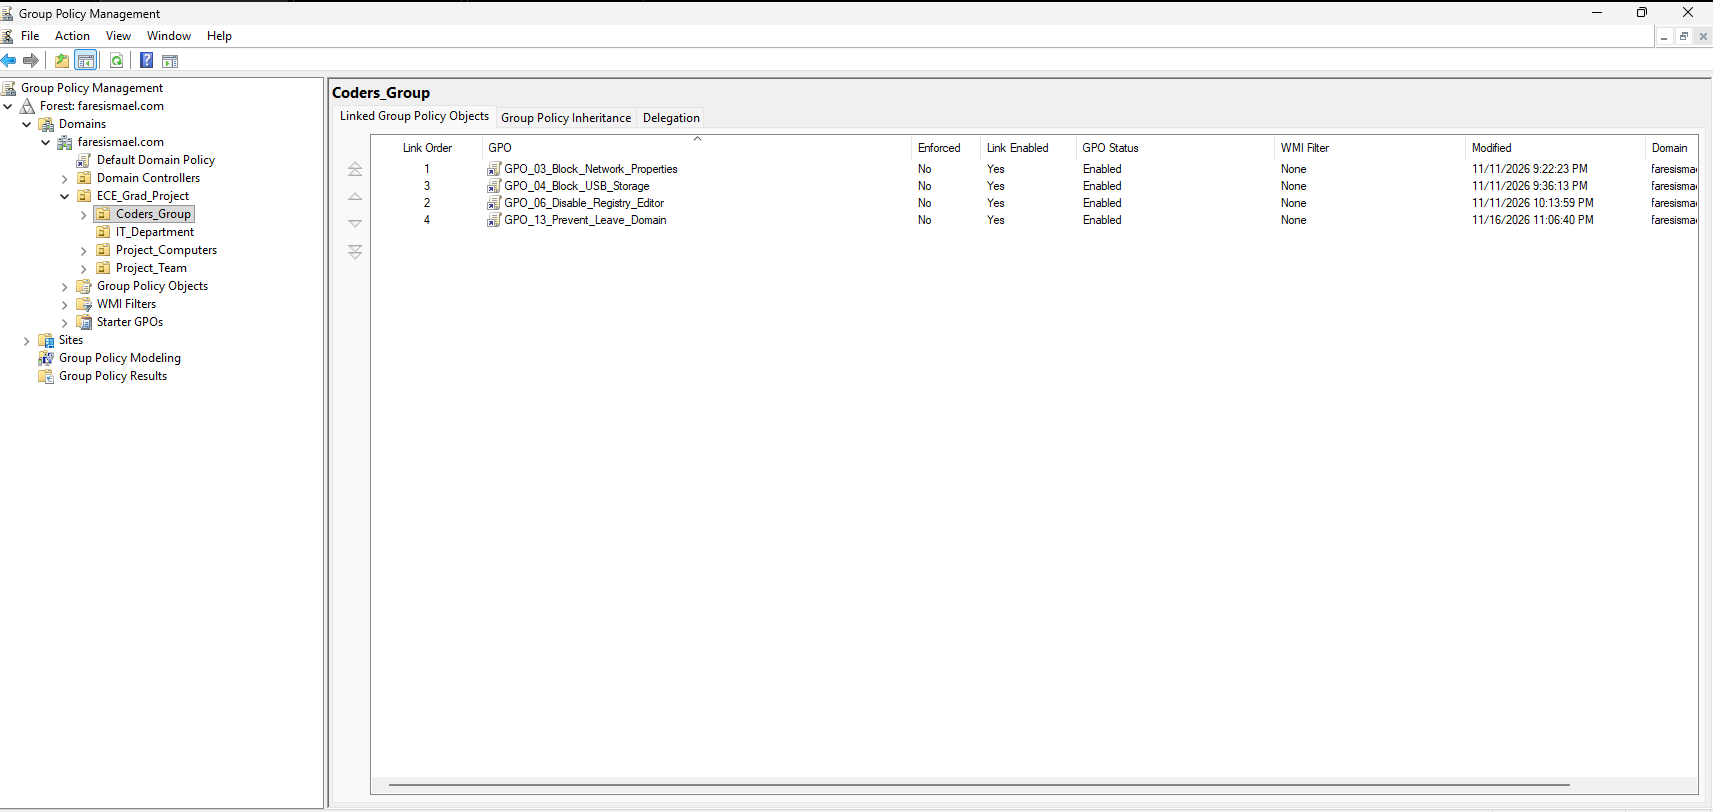 Group Policy Management
File Action View Window Help
Group Policy Management
Forest: faresismael.com
Domains
faresismael.com
Default Domain Policy
Domain Controllers
ECE_Grad_Project
Coders_Group
IT_Department
Project_Computers
Project_Team
Group Policy Objects
WMI Filters
Starter GPOs
Sites
Group Policy Modeling
Group Policy Results
Coders_Group
Linked Group Policy Objects Group Policy Inheritance Delegation
Link Order GPO Enforced Link Enabled GPO Status WMI Filter Modified Domain
1 GPO_03_Block_Network_Properties No Yes Enabled None 11/11/2026 9:22:23 PM faresisma
3 GPO_04_Block_USB_Storage No Yes Enabled None 11/11/2026 9:36:13 PM faresisma
2 GPO_06_Disable_Registry_Editor No Yes Enabled None 11/11/2026 10:13:59 PM faresisma
4 GPO_13_Prevent_Leave_Domain No Yes Enabled None 11/16/2026 11:06:40 PM faresisma